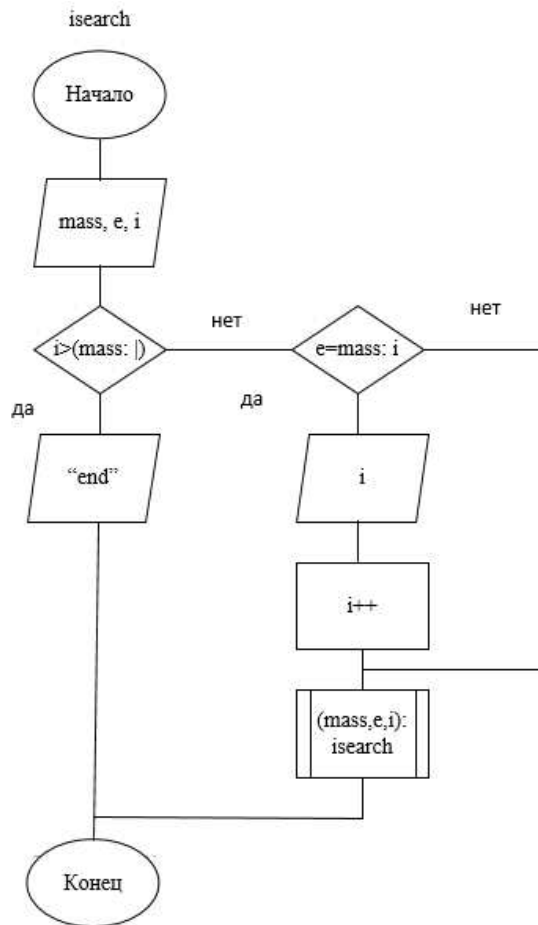 isearch
Начало
mass, e, i
i>(mass: |)
нет
e=mass: i
нет
да
да
“end”
i
i++
(mass,e,i):
isearch
Конец